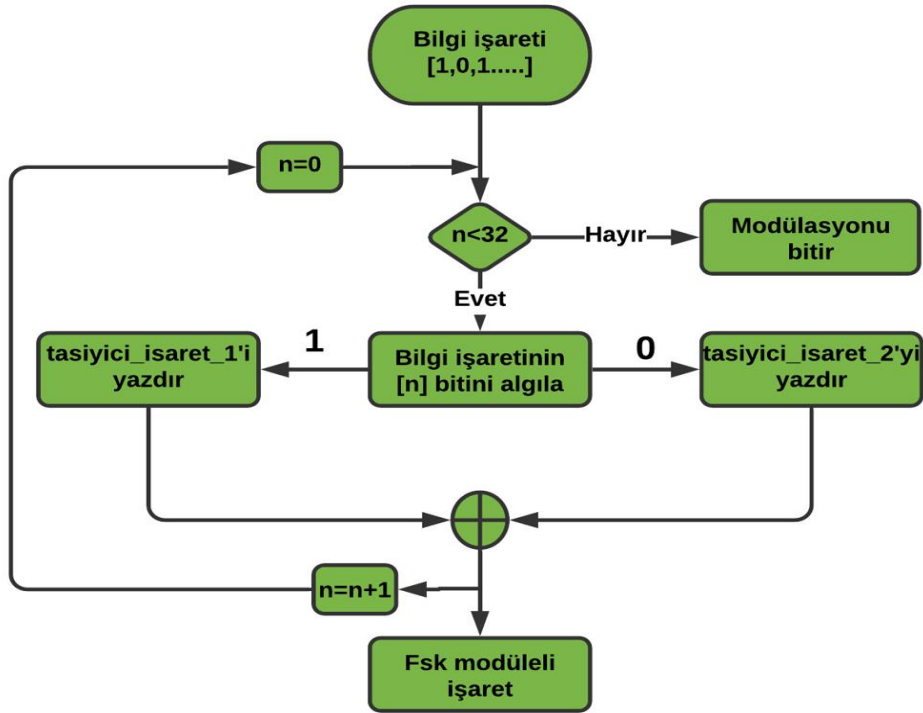 Bilgi işareti
[1,0,1.....]
n=0
n<32
Hayır
Modülasyonu
bitir
Evet
tasiyici_isaret_1'i
yazdır
1
Bilgi işaretinin
[n] bitini algıla
0
tasiyici_isaret_2'yi
yazdır
n=n+1
Fsk modüleli
işaret